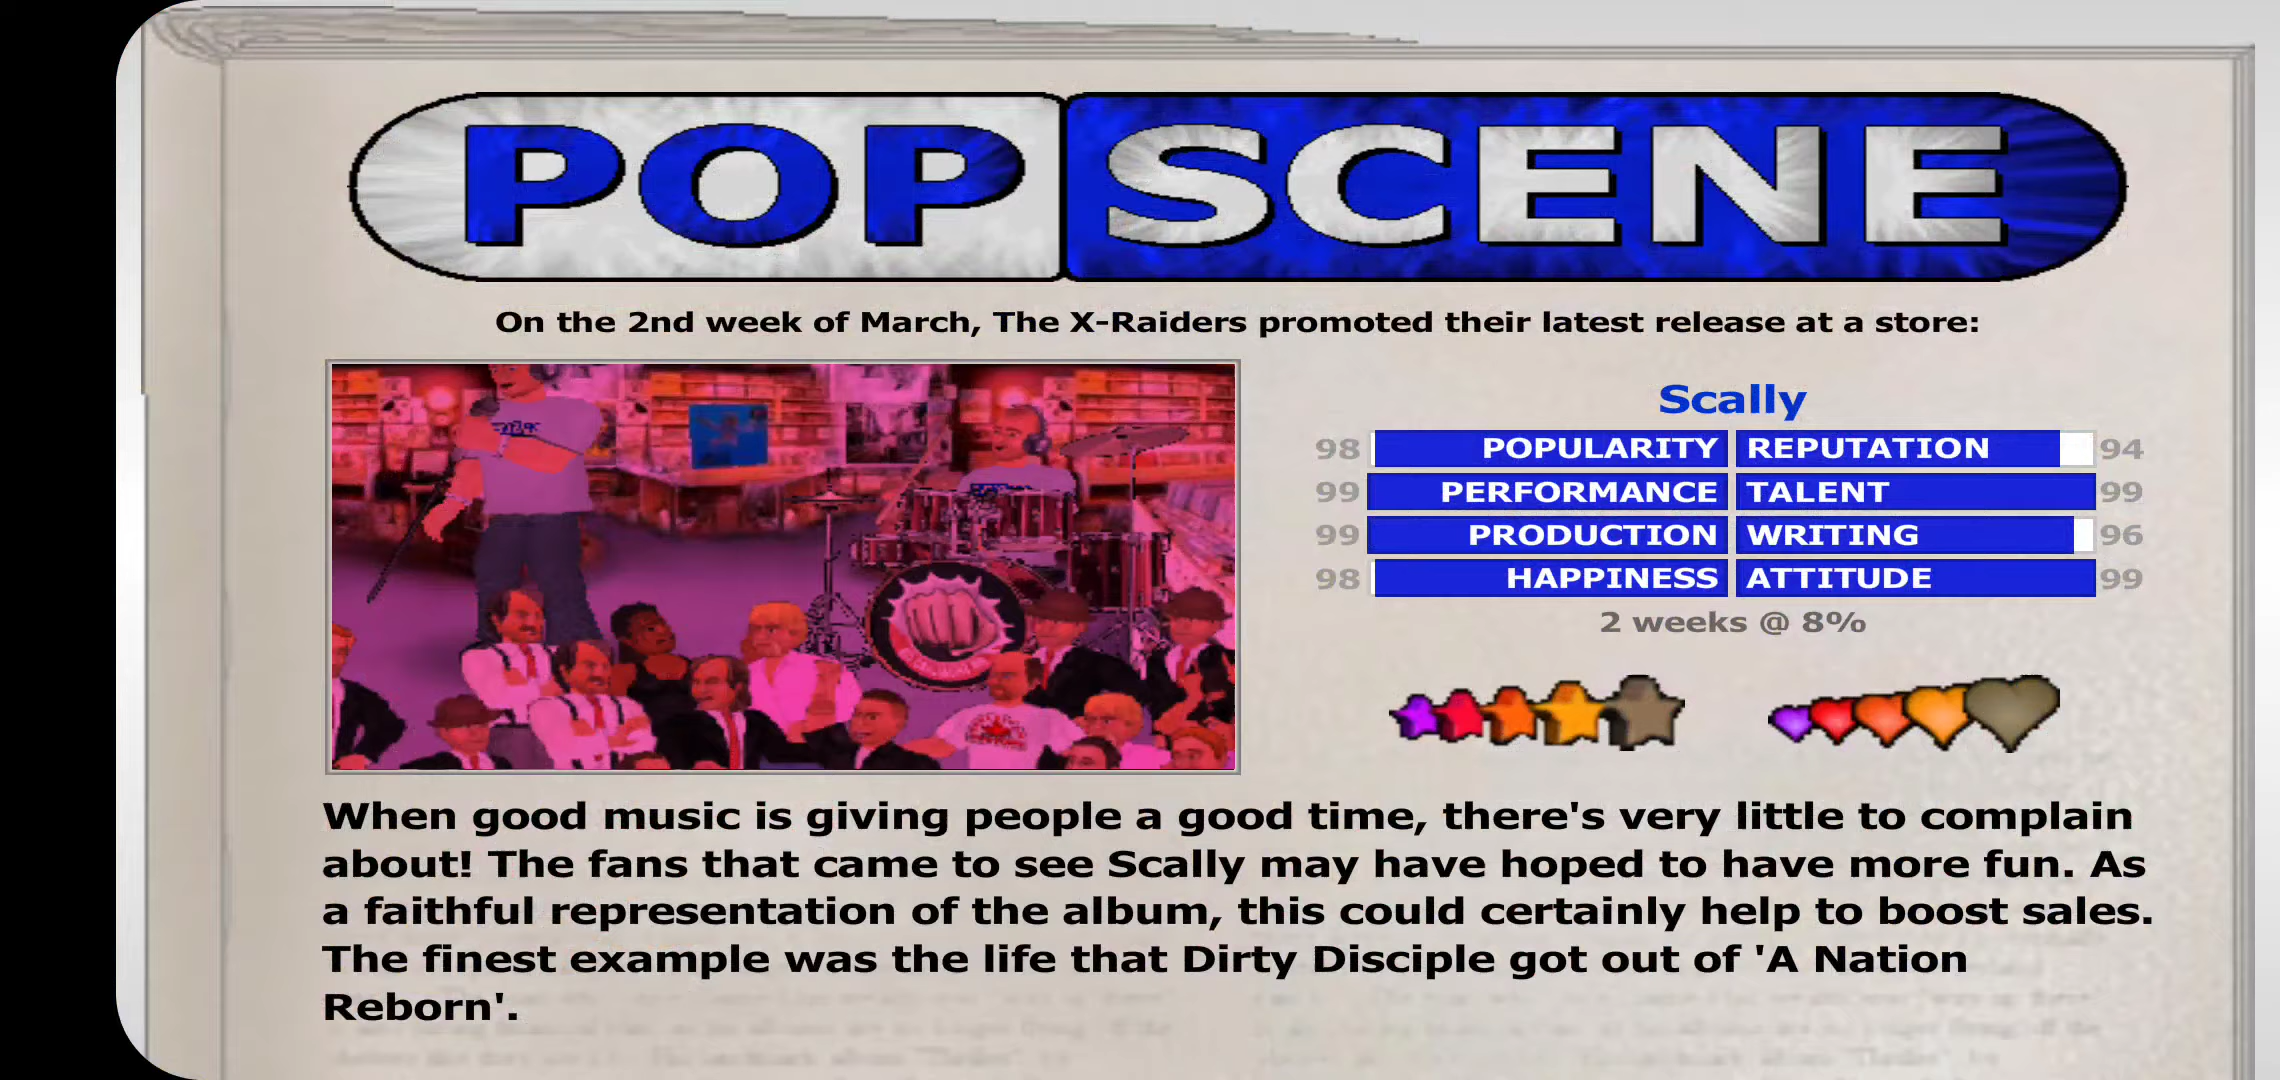 POP SCENE
On the 2nd week of March, The X-Raiders promoted their latest release at a store:
Scally
98 POPULARITY REPUTATION 94
99 PERFORMANCE TALENT 99
99 PRODUCTION WRITING 96
98 HAPPINESS ATTITUDE 99
2 weeks @ 8%
When good music is giving people a good time, there's very little to complain
about! The fans that came to see Scally may have hoped to have more fun. As
a faithful representation of the album, this could certainly help to boost sales.
The finest example was the life that Dirty Disciple got out of 'A Nation
Reborn'.